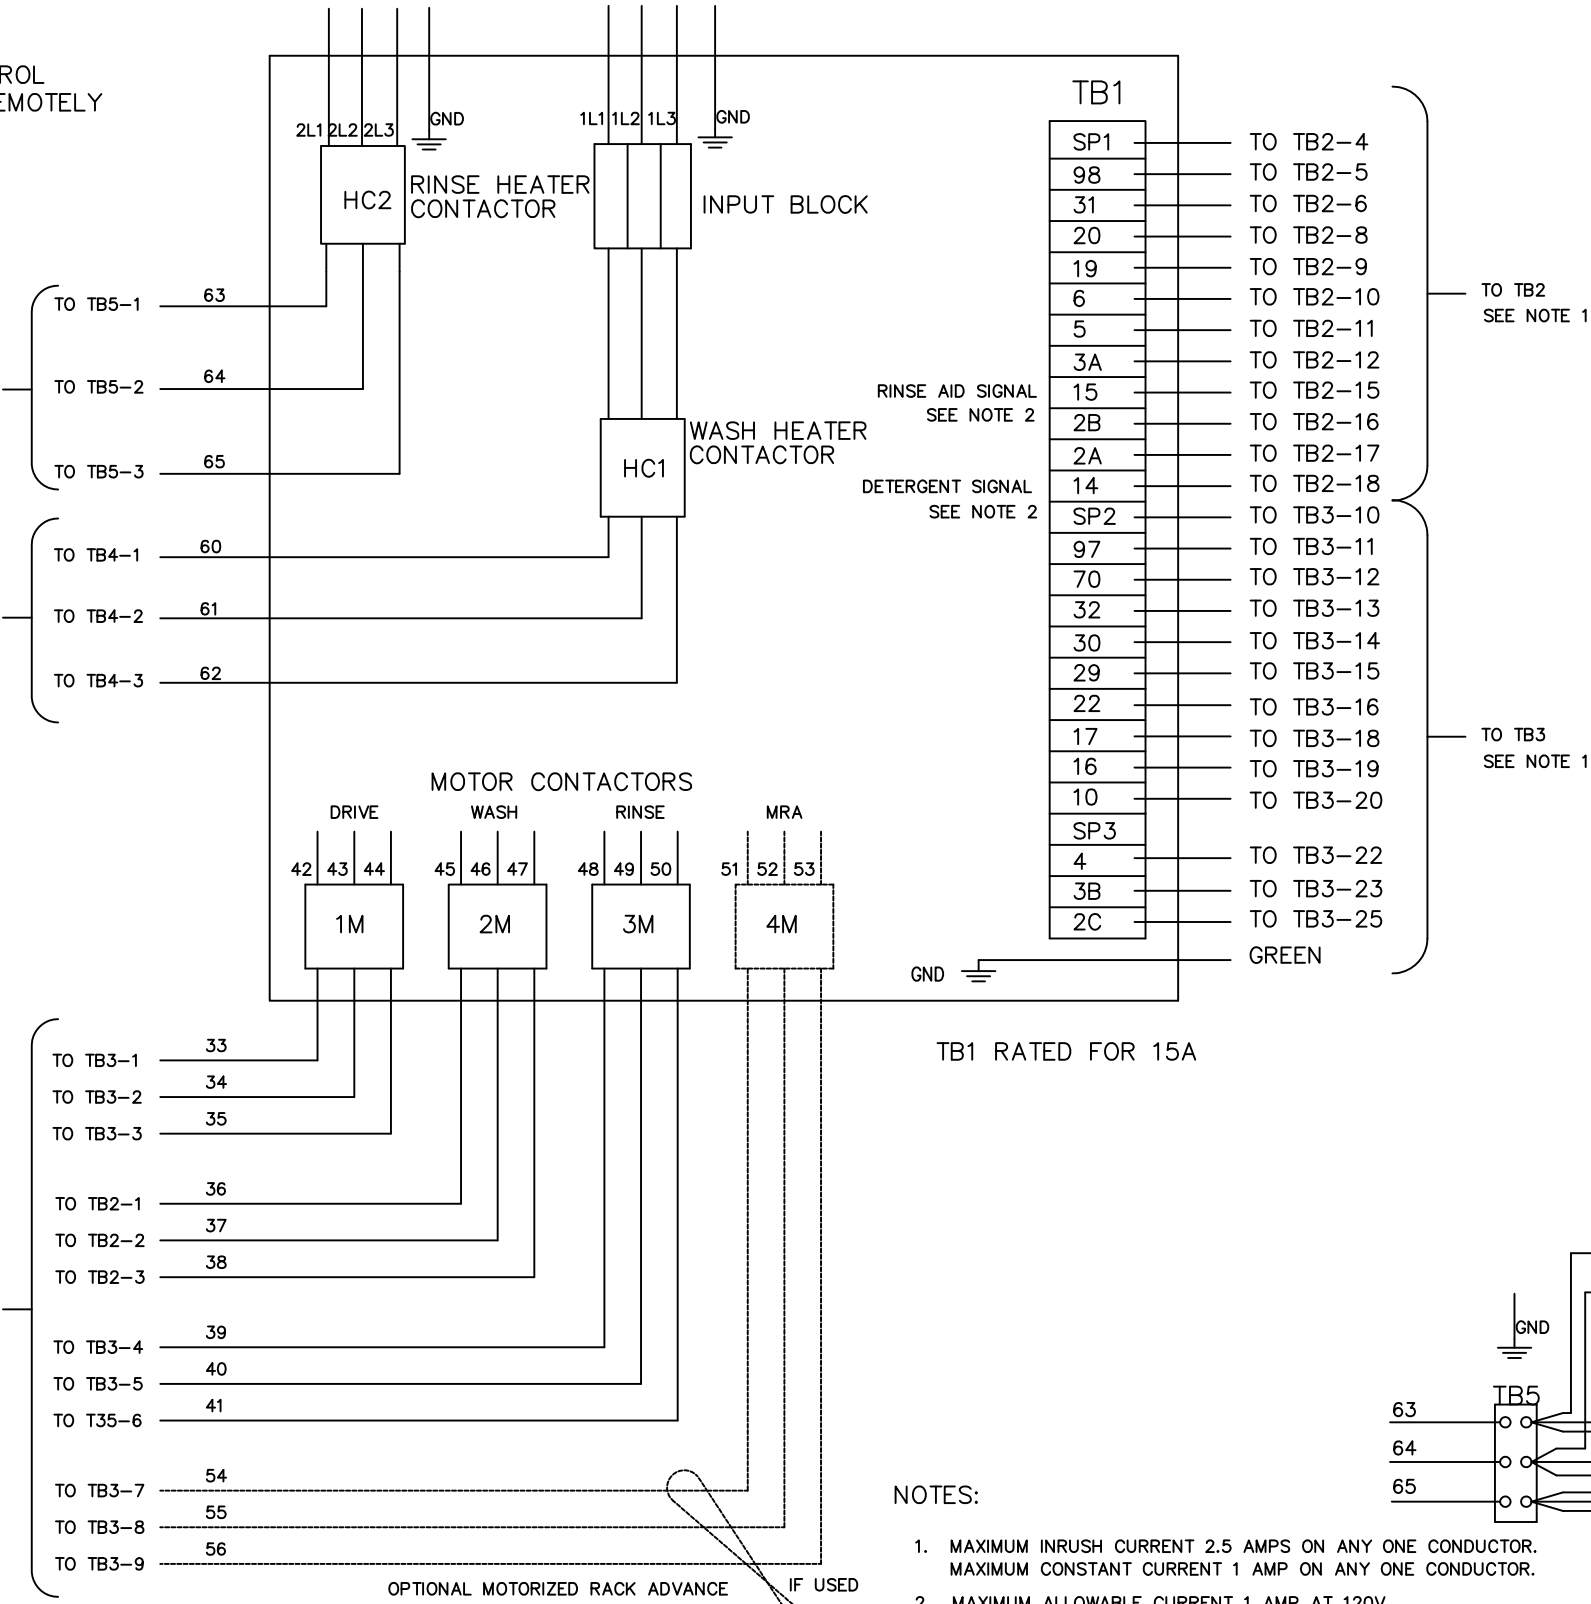 ROL
EMOTELY
2L1 2L2 2L3 GND
HC2
RINSE HEATER
CONTACTOR
1L1 1L2 1L3 GND
INPUT BLOCK
TO TB5-1 63
TO TB5-2 64
TO TB5-3 65
WASH HEATER
CONTACTOR
HC1
TO TB4-1 60
TO TB4-2 61
TO TB4-3 62
TB1
SP1 TO TB2-4
98 TO TB2-5
31 TO TB2-6
20 TO TB2-8
19 TO TB2-9
6 TO TB2-10
5 TO TB2-11
3A TO TB2-12
RINSE AID SIGNAL
SEE NOTE 2
15 TO TB2-15
2B TO TB2-16
2A TO TB2-17
DETERGENT SIGNAL
SEE NOTE 2
14 TO TB2-18
SP2 TO TB3-10
97 TO TB3-11
70 TO TB3-12
32 TO TB3-13
30 TO TB3-14
29 TO TB3-15
22 TO TB3-16
17 TO TB3-18
16 TO TB3-19
10 TO TB3-20
SP3
4 TO TB3-22
3B TO TB3-23
2C TO TB3-25
GND GREEN
TO TB2
SEE NOTE 1
TO TB3
SEE NOTE 1
MOTOR CONTACTORS
DRIVE WASH RINSE MRA
42 43 44 45 46 47 48 49 50 51 52 53
1M 2M 3M 4M
TB1 RATED FOR 15A
TO TB3-1 33
TO TB3-2 34
TO TB3-3 35
TO TB2-1 36
TO TB2-2 37
TO TB2-3 38
TO TB3-4 39
TO TB3-5 40
TO T35-6 41
TO TB3-7 54
TO TB3-8 55
TO TB3-9 56
OPTIONAL MOTORIZED RACK ADVANCE IF USED
GND
TB5
63
64
65
NOTES:
1. MAXIMUM INRUSH CURRENT 2.5 AMPS ON ANY ONE CONDUCTOR.
MAXIMUM CONSTANT CURRENT 1 AMP ON ANY ONE CONDUCTOR.
2. MAXIMUM ALLOWABLE CURRENT 1 AMP AT 120V